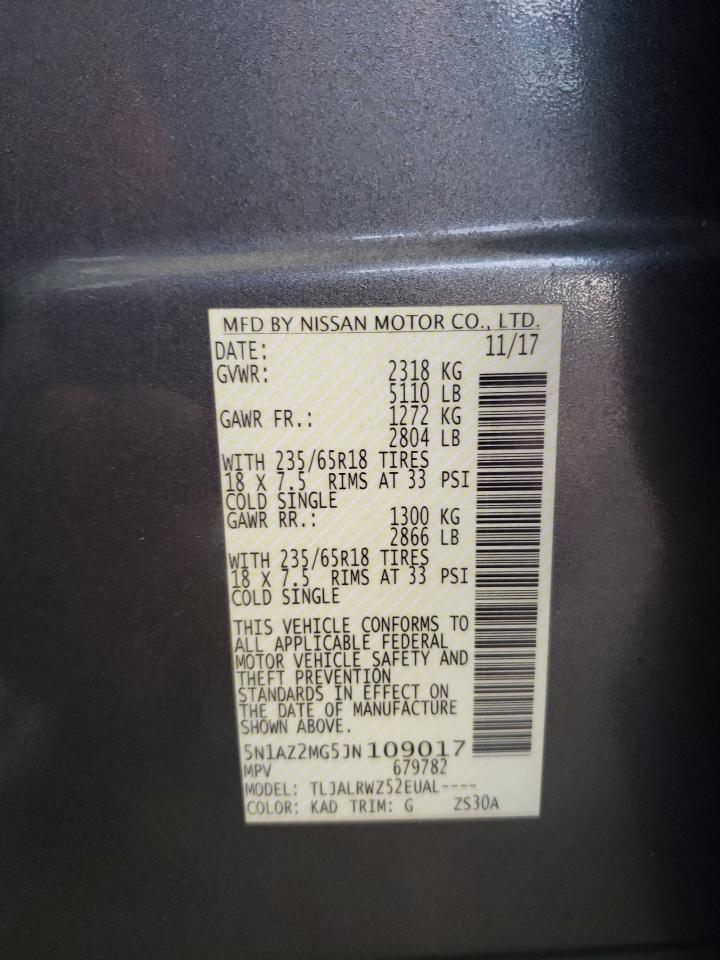 MFD BY NISSAN MOTOR CO., LTD.
DATE: 11/17
GVWR: 2318 KG
5110 LB
GAWR FR.: 1272 KG
2804 LB
WITH 235/65R18 TIRES
18 X 7.5 RIMS AT 33 PSI
COLD SINGLE
GAWR RR.: 1300 KG
2866 LB
WITH 235/65R18 TIRES
18 X 7.5 RIMS AT 33 PSI
COLD SINGLE
THIS VEHICLE CONFORMS TO
ALL APPLICABLE FEDERAL
MOTOR VEHICLE SAFETY AND
THEFT PREVENTION
STANDARDS IN EFFECT ON
THE DATE OF MANUFACTURE
SHOWN ABOVE.
5N1AZ2MG5JN109017
MPV 679782
MODEL: TLJALRWZ52EUAL----
COLOR: KAD TRIM: G ZS30A